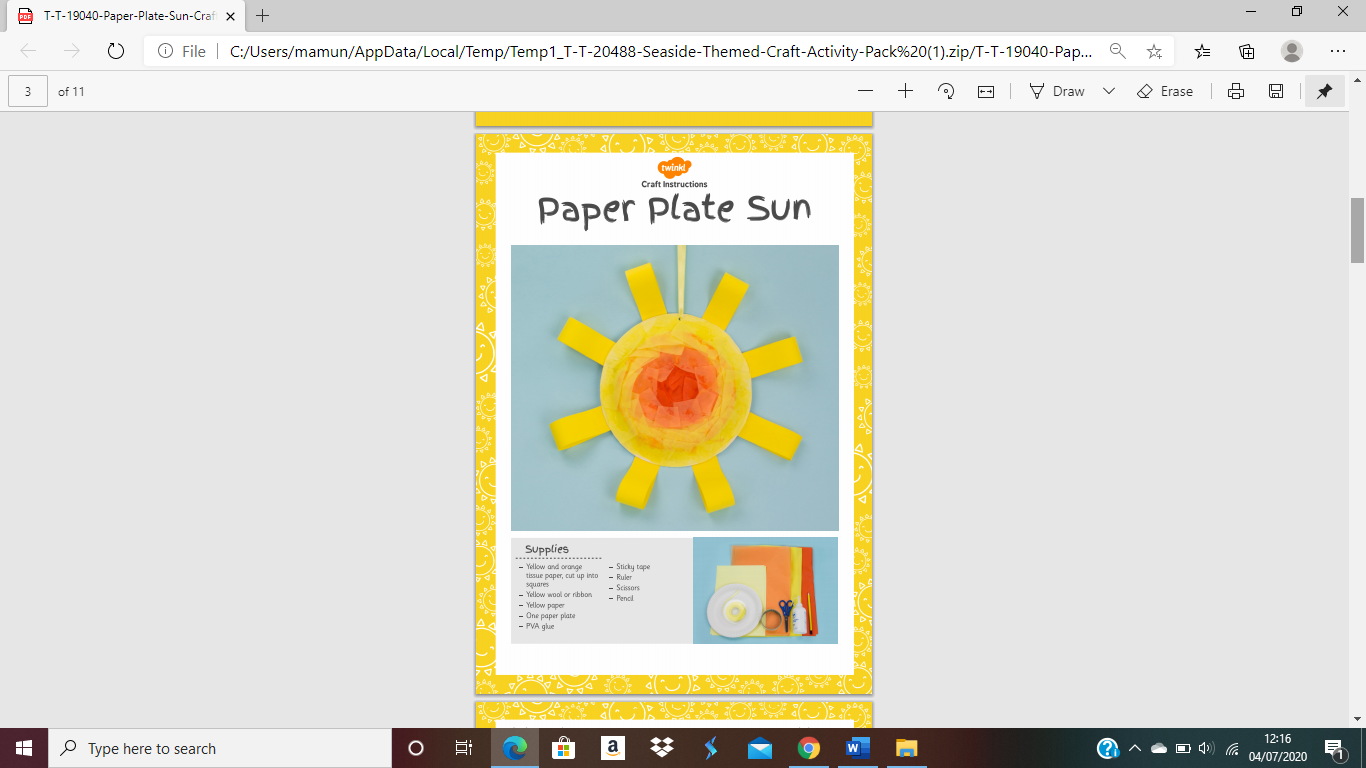 T-T-19040-Paper-Plate-Sun-Craf
File
C:/Users/mamun/AppData/Local/Temp/Temp1_T-T-20488-Seaside-Themed-Craft-Activity-Pack%20(1).zip/T-T-19040-Pap...
3 of 11
Draw
Erase
twinkl
Craft Instructions
Paper Plate Sun
Supplies
– Yellow and orange
tissue paper, cut up into
squares
– Yellow wool or ribbon
– Yellow paper
– One paper plate
– PVA glue
– Sticky tape
– Ruler
– Scissors
– Pencil
Type here to search
12:16
04/07/2020
1